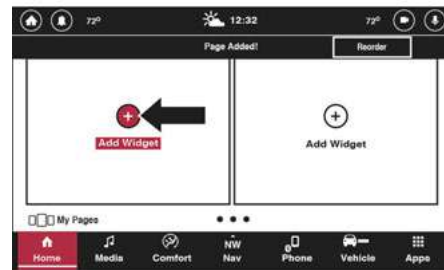 72° 12:32 72°
Page Added! Reorder
Add Widget Add Widget
My Pages
NW
Home Media Comfort Nav Phone Vehicle Apps